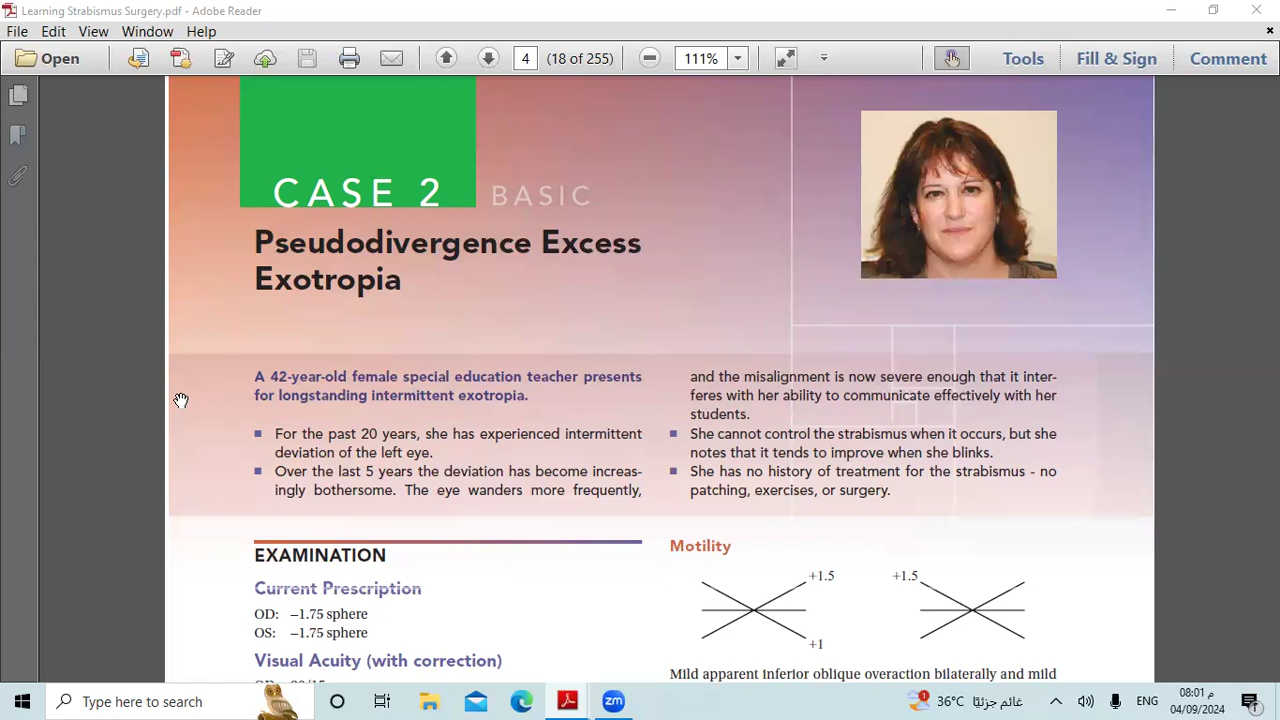 Learning Strabismus Surgery.pdf - Adobe Reader
File Edit View Window Help
Open 4 (18 of 255) 111% Tools Fill & Sign Comment
CASE 2 BASIC
Pseudodivergence Excess
Exotropia
A 42-year-old female special education teacher presents
for longstanding intermittent exotropia.
For the past 20 years, she has experienced intermittent
deviation of the left eye.
Over the last 5 years the deviation has become increas-
ingly bothersome. The eye wanders more frequently,
and the misalignment is now severe enough that it inter-
feres with her ability to communicate effectively with her
students.
She cannot control the strabismus when it occurs, but she
notes that it tends to improve when she blinks.
She has no history of treatment for the strabismus - no
patching, exercises, or surgery.
EXAMINATION
Current Prescription
OD: –1.75 sphere
OS: –1.75 sphere
Visual Acuity (with correction)
Motility
+1.5 +1.5
+1
Mild apparent inferior oblique overaction bilaterally and mild
Type here to search
zm
1
36°C غائم جزئيًا
ENG
08:01 م
04/09/2024
1